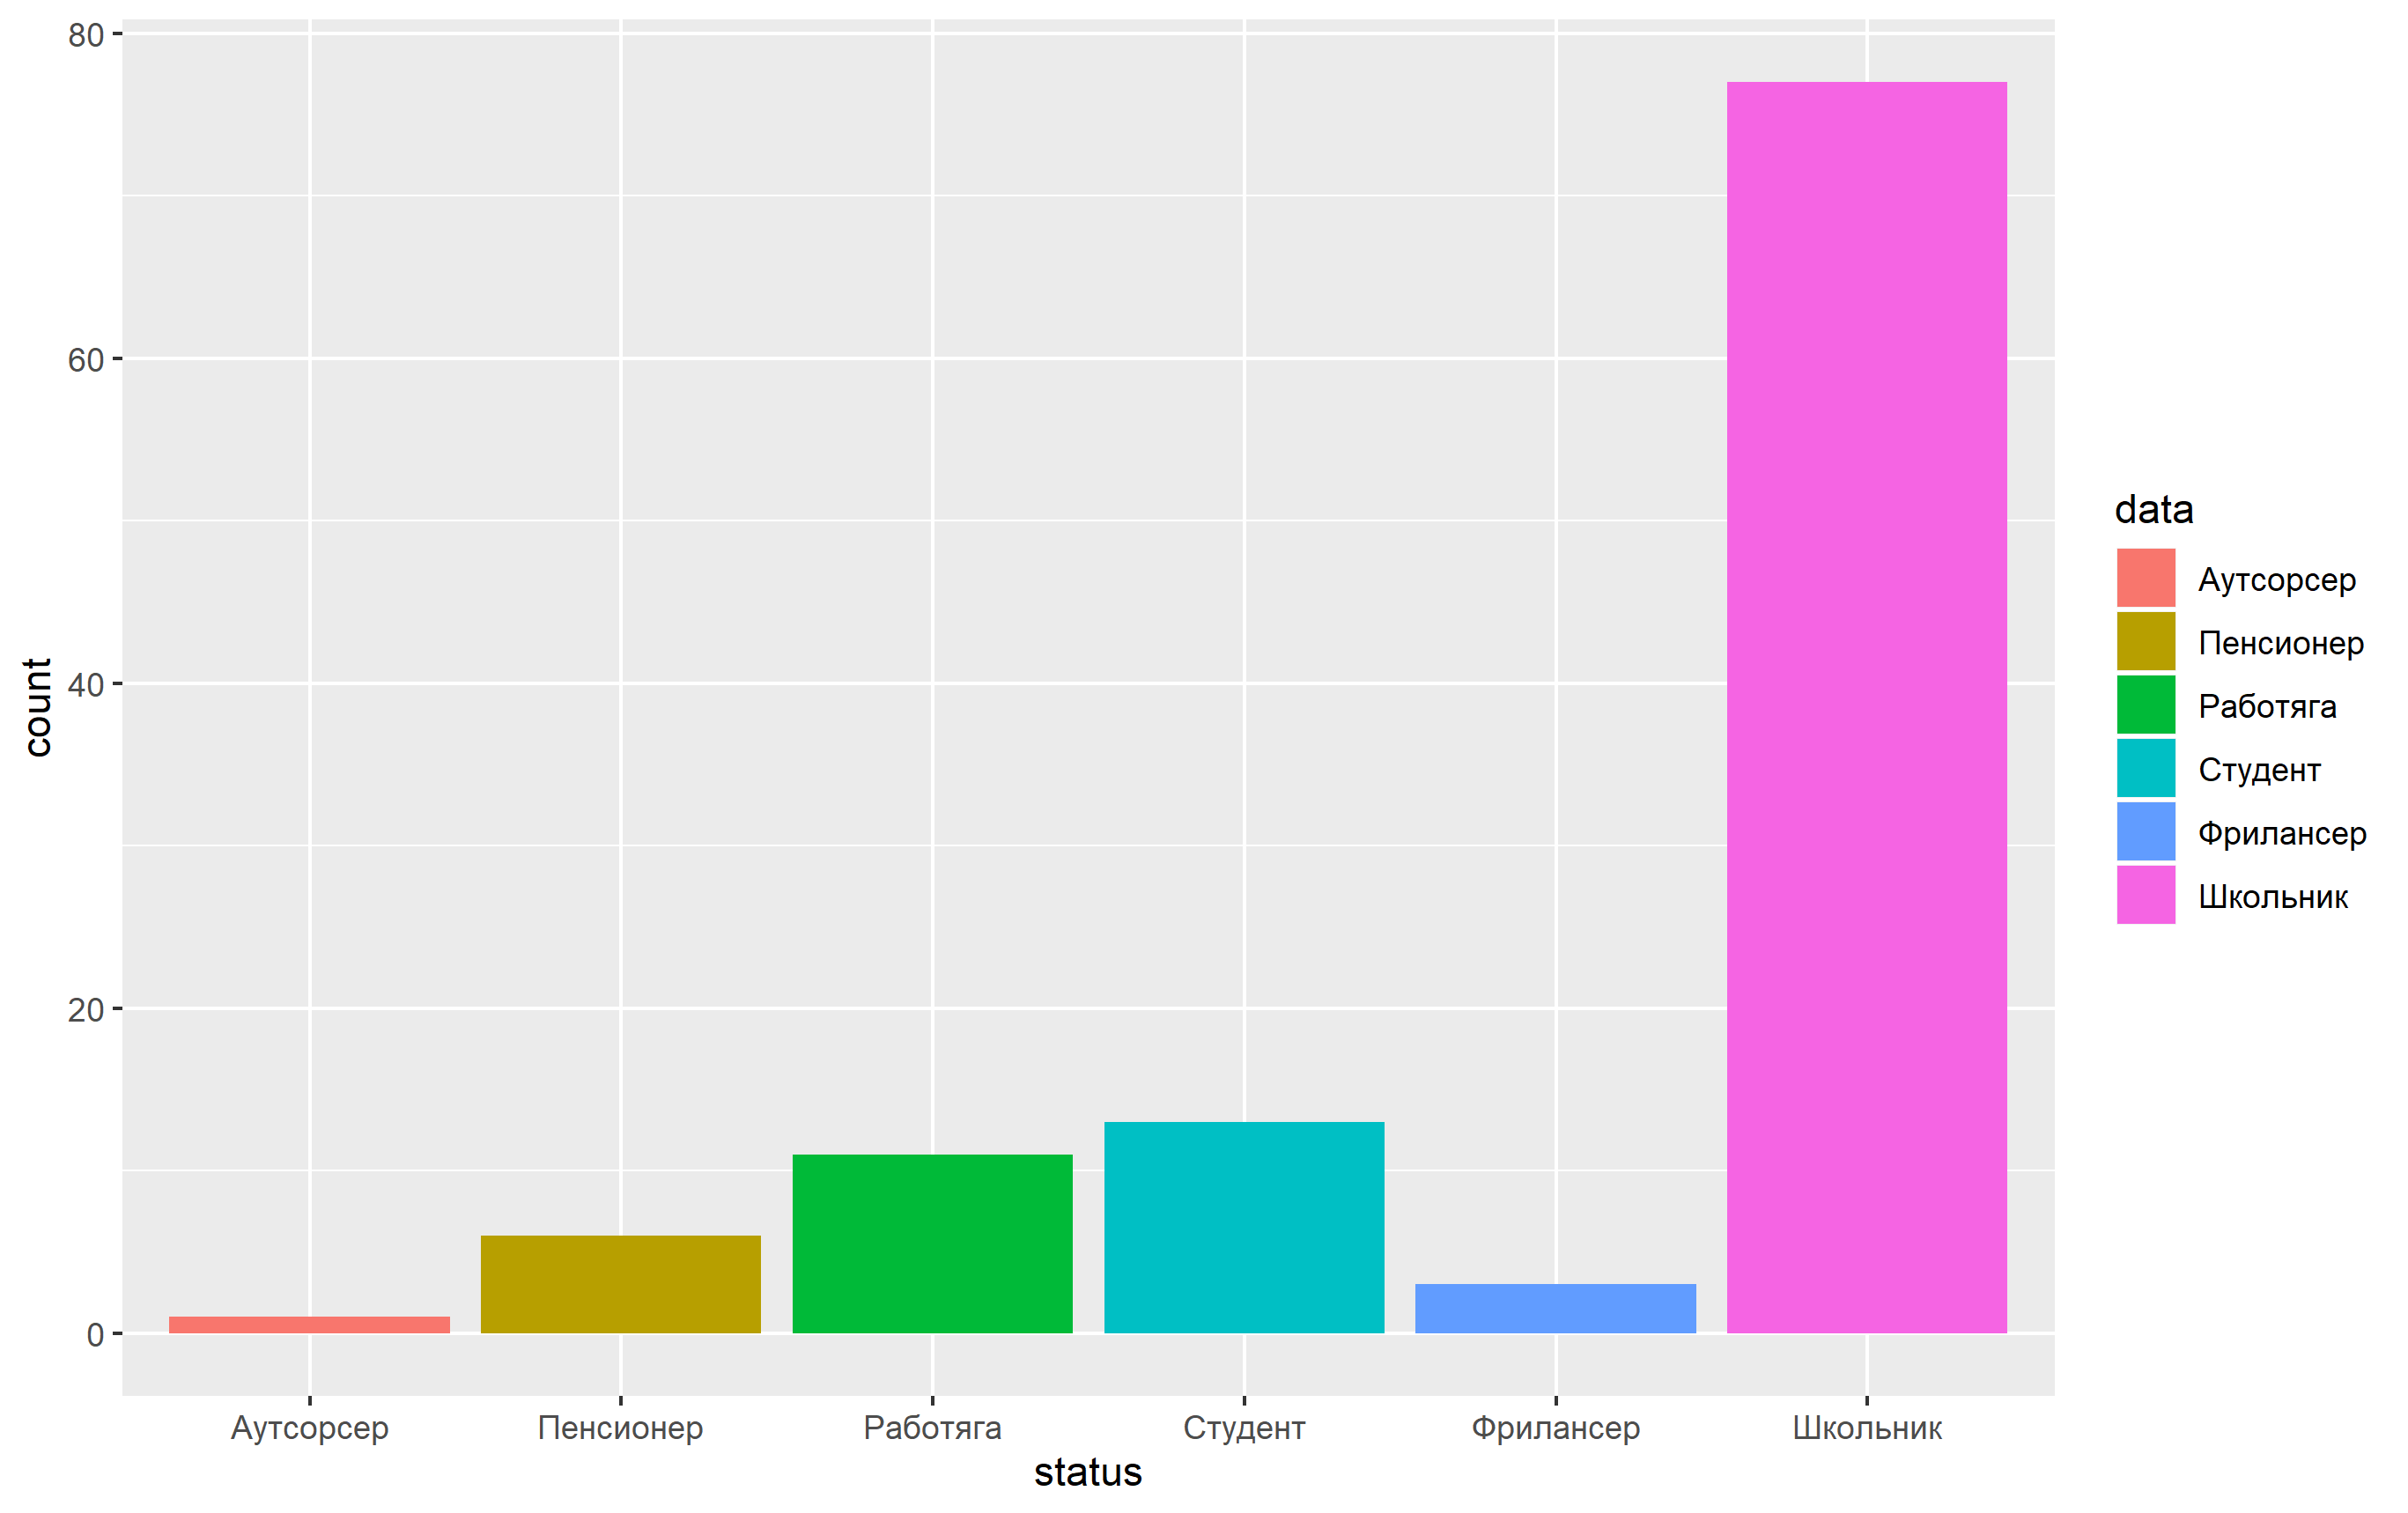 80
60
40
20
0
count
Аутсорсер Пенсионер Работяга Студент Фрилансер Школьник
status
data
Аутсорсер
Пенсионер
Работяга
Студент
Фрилансер
Школьник